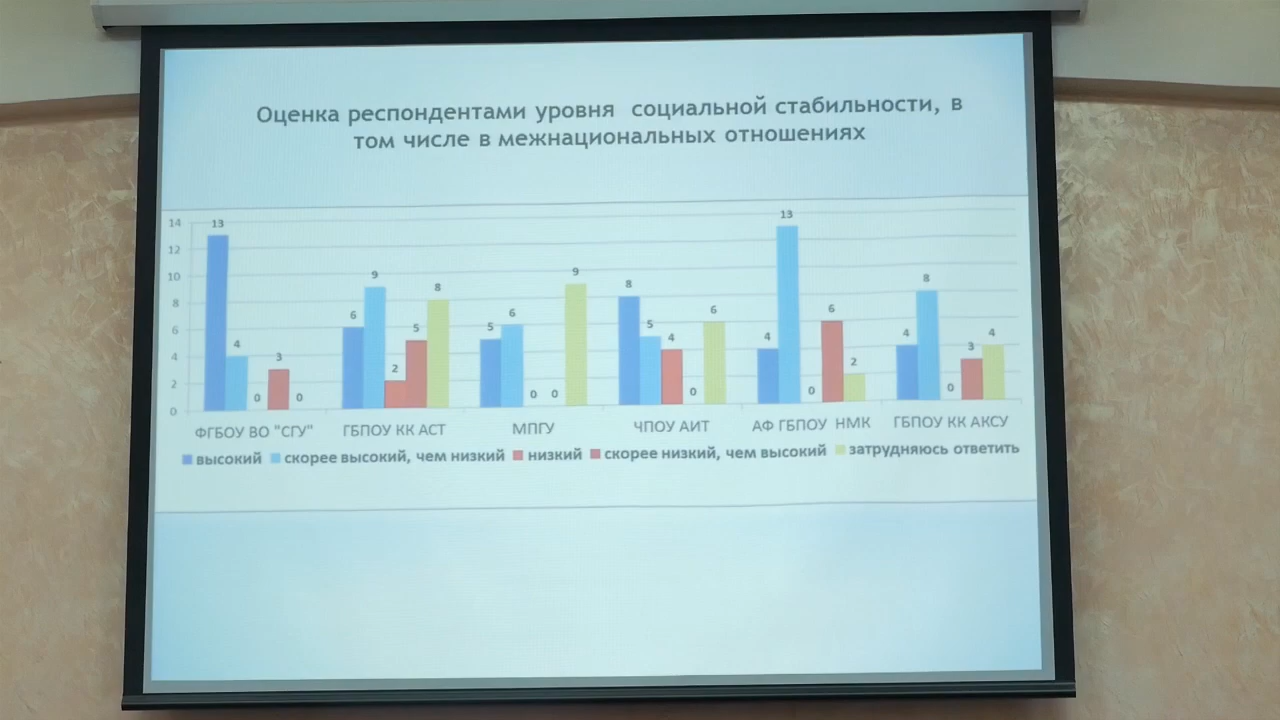 Оценка респондентами уровня социальной стабильности, в
том числе в межнациональных отношениях
14
12
10
8
6
4
2
0
13 4 0 3 0
6 9 2 5 8
5 6 0 0 9
8 5 4 0 6
4 13 0 6 2
4 8 0 3 4
ФГБОУ ВО "СГУ" ГБПОУ КК АСТ МПГУ ЧПОУ АИТ АФ ГБПОУ НМК ГБПОУ КК АКСУ
высокий скорее высокий, чем низкий низкий скорее низкий, чем высокий затрудняюсь ответить